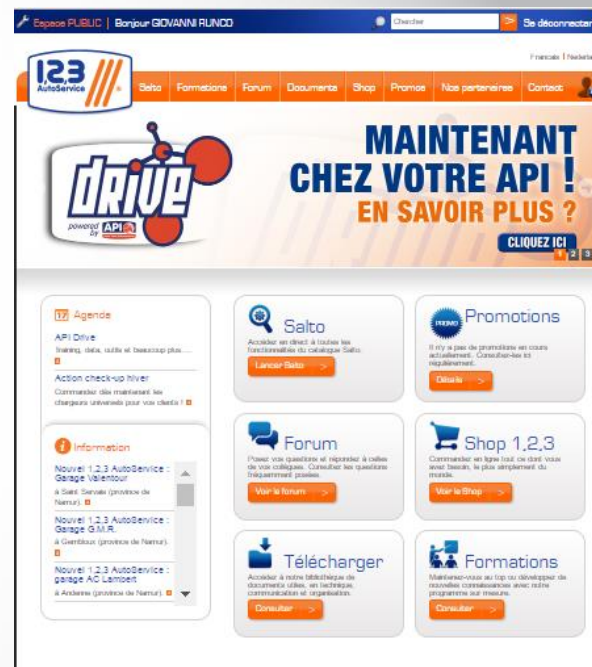 Espace PUBLIC | Bonjour GIOVANNI RUNCO
Chercher
>
Se déconnecter
Francais |
1,2,3
AutoService
Salto Formations Forum Documents Shop Promos Nos partenaires Contact
drive
powered
by API
MAINTENANT
CHEZ VOTRE API !
EN SAVOIR PLUS ?
CLIQUEZ ICI
1 2 3
17 Agenda
API Drive
Training, data, outils et beaucoup plus.....
Action check-up hiver
Commandez dès maintenant les
chargeurs universels pour vos clients !
i Information
Nouvel 1,2,3 AutoService :
Garage Valentour
à Saint Servais (province de
Namur).
Nouvel 1,2,3 AutoService :
Garage G.M.R.
à Gembloux (province de Namur).
Nouvel 1,2,3 AutoService :
garage AC Lambert
à Andenne (province de Namur).
Salto
Accédez en direct à toutes les
fonctionnalités du catalogue Salto.
Lancer Salto >
PROMO Promotions
Il n'y a pas de promotions en cours
actuellement. Consultez-les ici
régulièrement.
Détails >
Forum
Posez vos questions et répondez à celles
de vos collègues. Consultez les questions
fréquemment posées.
Voir le forum >
Shop 1,2,3
Commandez en ligne tout ce dont vous
avez besoin, le plus simplement du
monde.
Voir le Shop >
Télécharger
Accédez à notre bibliothèque de
documents utiles, en technique,
communication et organisation.
Consulter >
Formations
Maintenez-vous au top ou développez de
nouvelles connaissances avec notre
programme sur mesure.
Consulter >